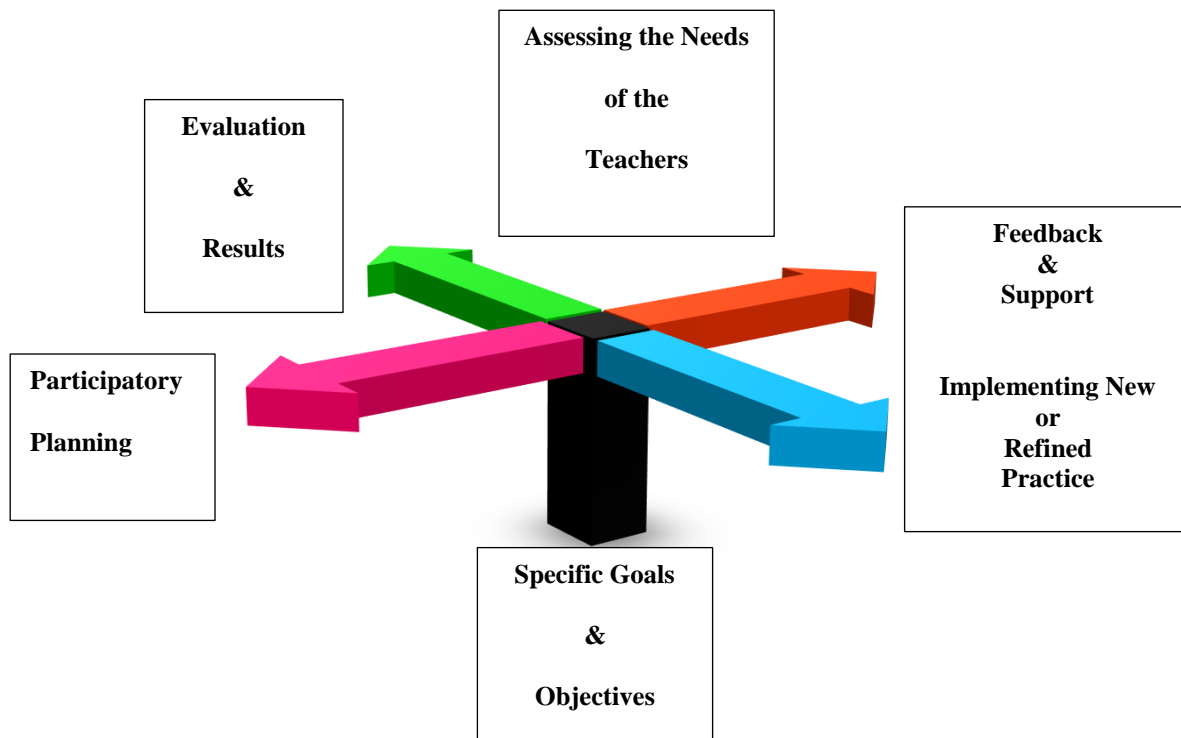 Assessing the Needs
of the
Teachers
Evaluation
&
Results
Feedback
&
Support
Implementing New
or
Refined
Practice
Participatory
Planning
Specific Goals
&
Objectives